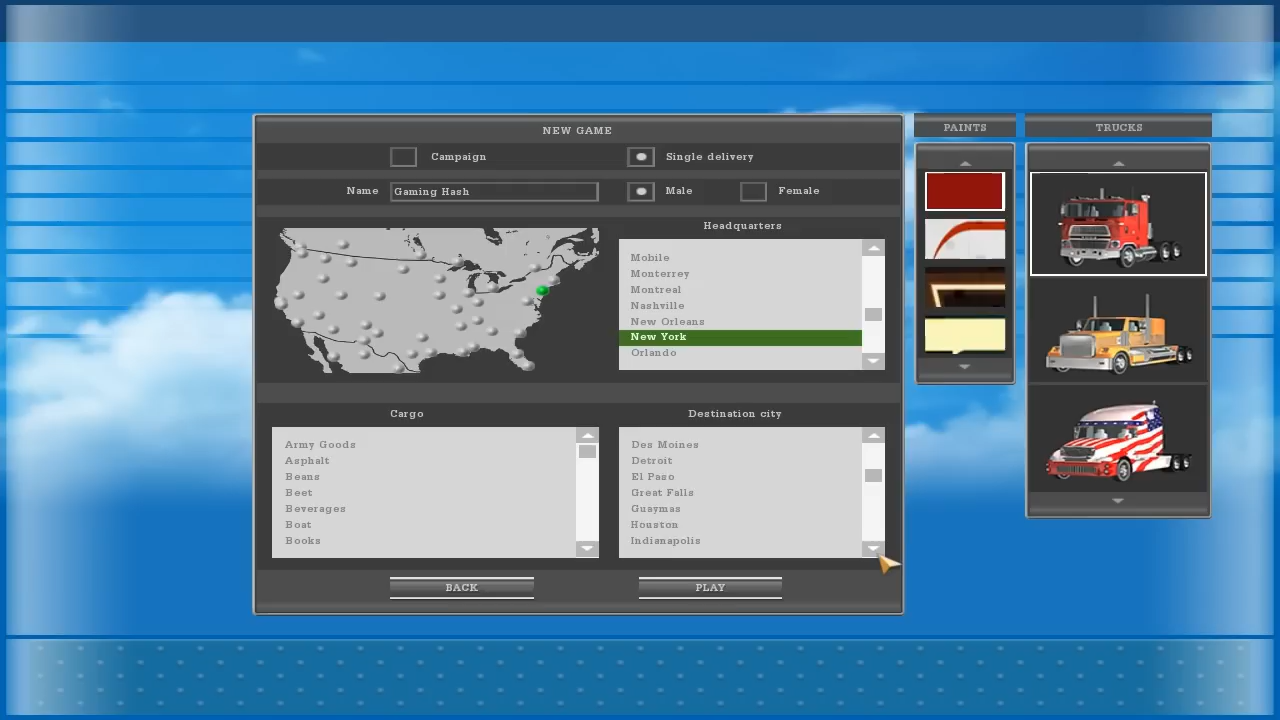 NEW GAME
Campaign
Single delivery
Name
Gaming Hash
Male
Female
Headquarters
Mobile
Monterrey
Montreal
Nashville
New Orleans
New York
Orlando
Cargo
Army Goods
Asphalt
Beans
Beet
Beverages
Boat
Books
Destination city
Des Moines
Detroit
El Paso
Great Falls
Guaymas
Houston
Indianapolis
BACK
PLAY
PAINTS
TRUCKS